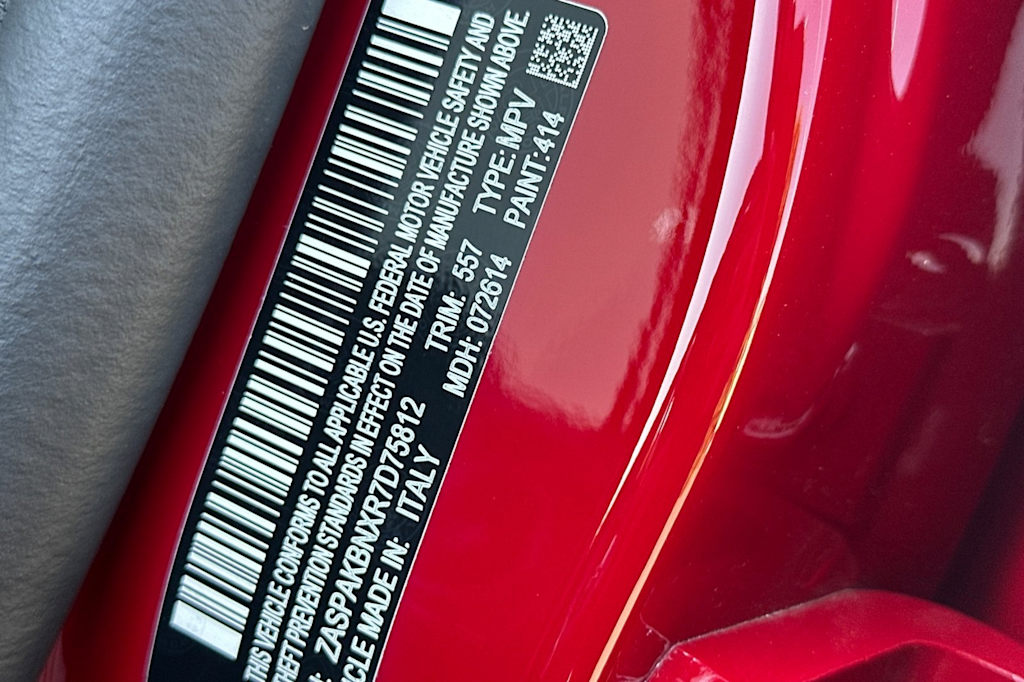 THIS VEHICLE CONFORMS TO ALL APPLICABLE U.S. FEDERAL MOTOR VEHICLE SAFETY AND
THEFT PREVENTION STANDARDS IN EFFECT ON THE DATE OF MANUFACTURE SHOWN ABOVE.
ZASPAKBNXR7D75812 TRIM: 557 TYPE: MPV
MADE IN: ITALY MDH: 072614 PAINT: 414